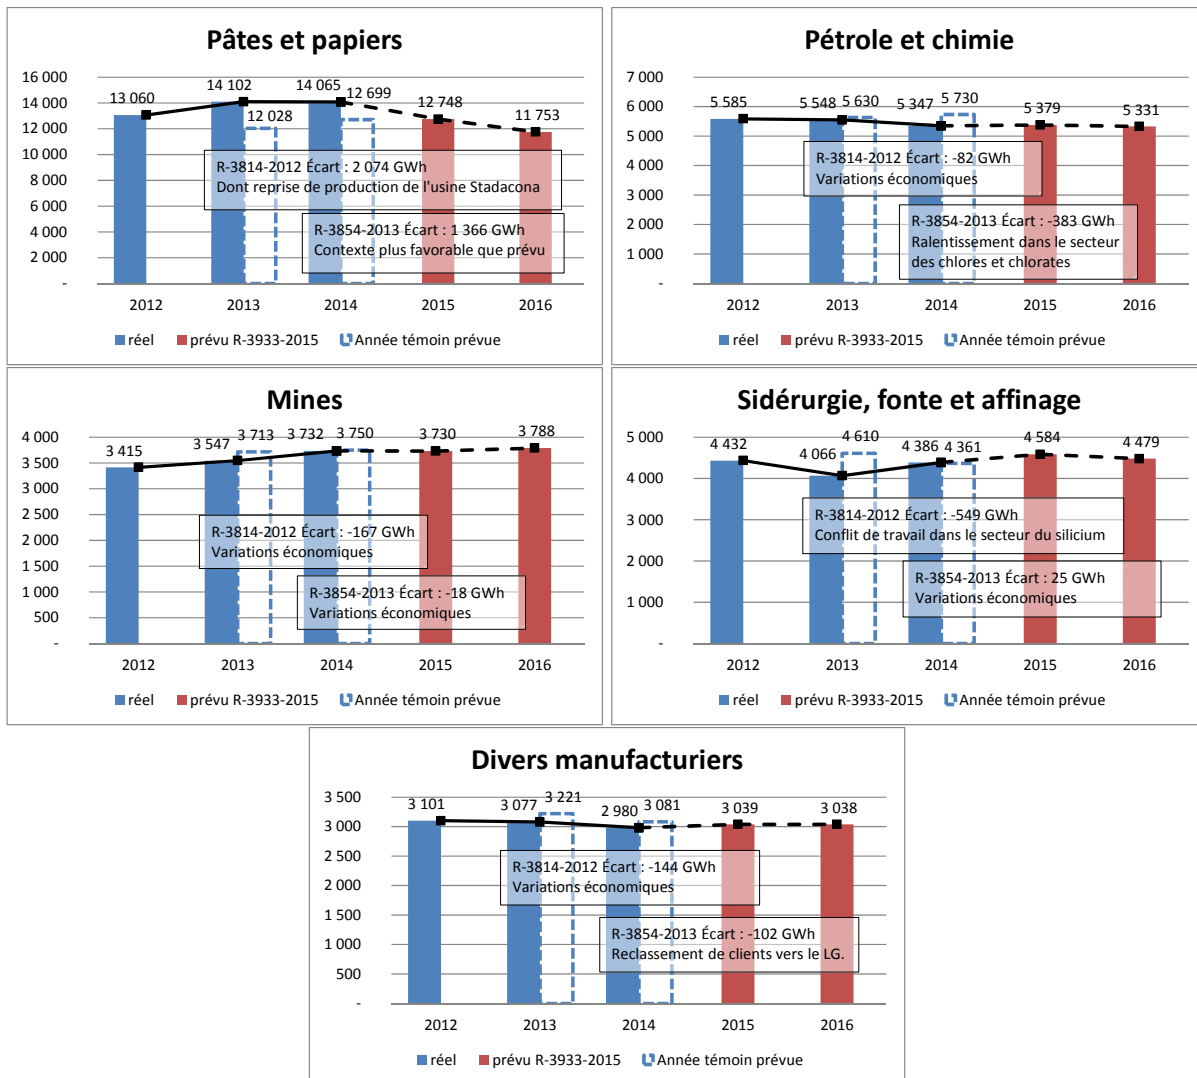 Pâtes et papiers
16 000
14 000
12 000
10 000
8 000
6 000
4 000
2 000
-
13 060
14 102
12 028
14 065
12 699
12 748
11 753
R-3814-2012 Écart : 2 074 GWh
Dont reprise de production de l'usine Stadacona
R-3854-2013 Écart : 1 366 GWh
Contexte plus favorable que prévu
2012 2013 2014 2015 2016
réel prévu R-3933-2015 Année témoin prévue
Pétrole et chimie
7 000
6 000
5 000
4 000
3 000
2 000
1 000
-
5 585
5 548
5 630
5 347
5 730
5 379
5 331
R-3814-2012 Écart : -82 GWh
Variations économiques
R-3854-2013 Écart : -383 GWh
Ralentissement dans le secteur
des chlores et chlorates
2012 2013 2014 2015 2016
réel prévu R-3933-2015 Année témoin prévue
Mines
4 000
3 500
3 000
2 500
2 000
1 500
1 000
500
-
3 415
3 547
3 713
3 732
3 750
3 730
3 788
R-3814-2012 Écart : -167 GWh
Variations économiques
R-3854-2013 Écart : -18 GWh
Variations économiques
2012 2013 2014 2015 2016
réel prévu R-3933-2015 Année témoin prévue
Sidérurgie, fonte et affinage
5 000
4 000
3 000
2 000
1 000
-
4 432
4 066
4 610
4 386
4 361
4 584
4 479
R-3814-2012 Écart : -549 GWh
Conflit de travail dans le secteur du silicium
R-3854-2013 Écart : 25 GWh
Variations économiques
2012 2013 2014 2015 2016
réel prévu R-3933-2015 Année témoin prévue
Divers manufacturiers
3 500
3 000
2 500
2 000
1 500
1 000
500
-
3 101
3 077
3 221
2 980
3 081
3 039
3 038
R-3814-2012 Écart : -144 GWh
Variations économiques
R-3854-2013 Écart : -102 GWh
Reclassement de clients vers le LG.
2012 2013 2014 2015 2016
réel prévu R-3933-2015 Année témoin prévue